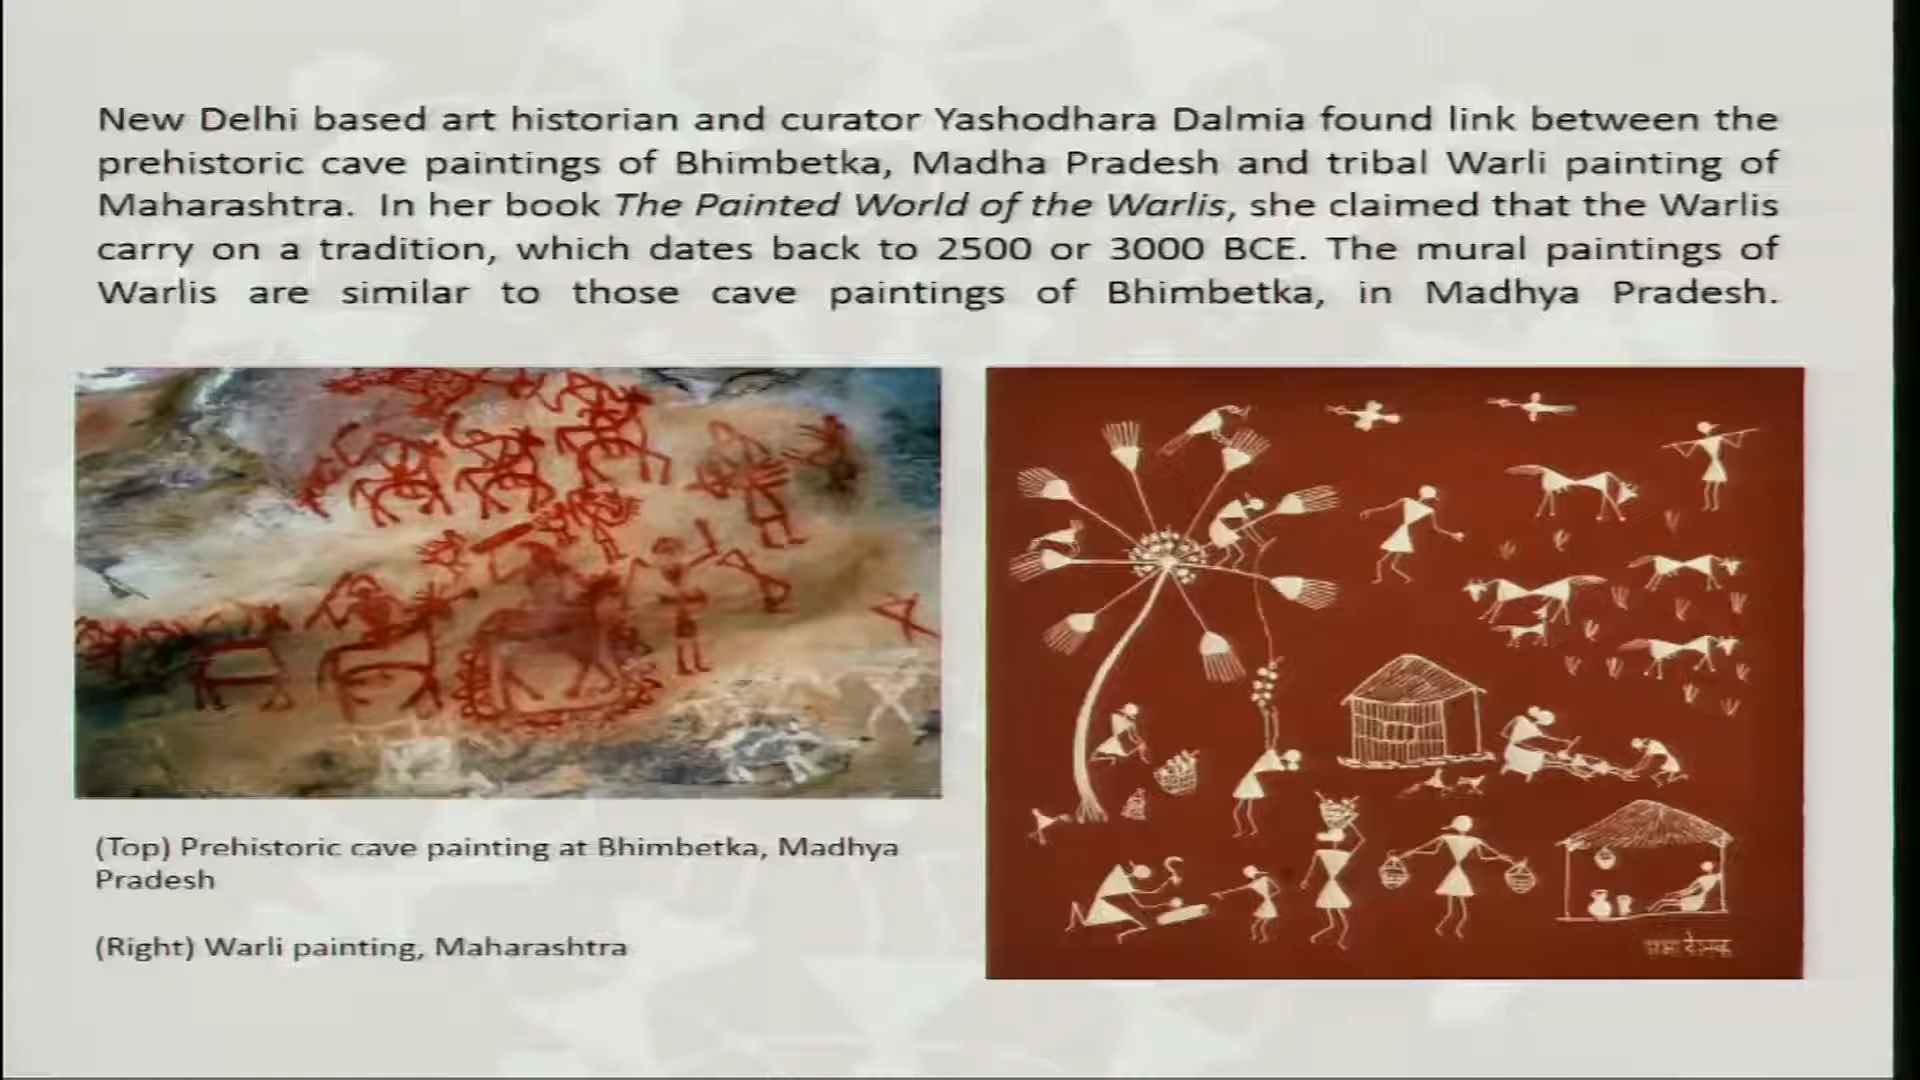 New Delhi based art historian and curator Yashodhara Dalmia found link between the
prehistoric cave paintings of Bhimbetka, Madha Pradesh and tribal Warli painting of
Maharashtra. In her book The Painted World of the Warlis, she claimed that the Warlis
carry on a tradition, which dates back to 2500 or 3000 BCE. The mural paintings of
Warlis are similar to those cave paintings of Bhimbetka, in Madhya Pradesh.
(Top) Prehistoric cave painting at Bhimbetka, Madhya
Pradesh
(Right) Warli painting, Maharashtra